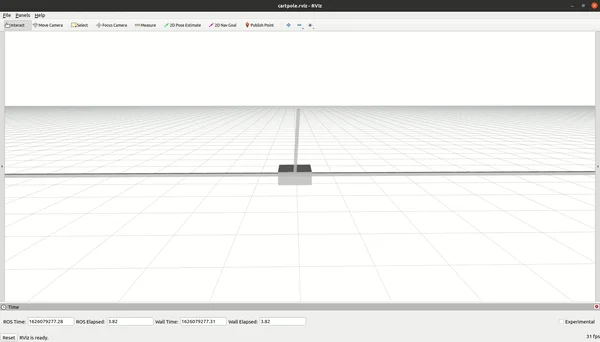 cartpole.rviz - RViz
File Panels Help
Interact Move Camera Select Focus Camera Measure 2D Pose Estimate 2D Nav Goal Publish Point
Time
ROS Time: 1626079277.28 ROS Elapsed: 3.82 Wall Time: 1626079277.31 Wall Elapsed: 3.82 Experimental
Reset RViz is ready. 31 fps